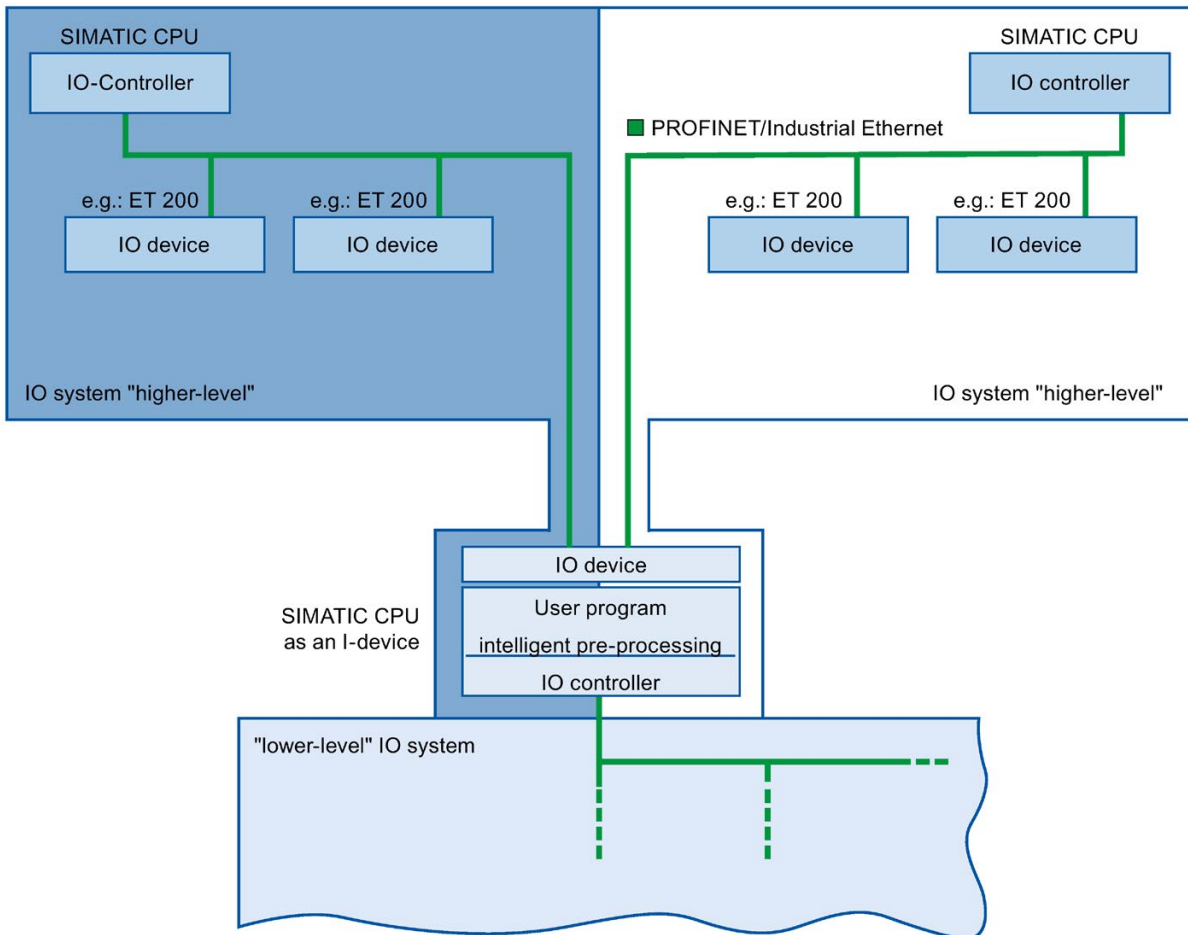 SIMATIC CPU
IO-Controller
e.g.: ET 200
IO device
e.g.: ET 200
IO device
IO system "higher-level"
SIMATIC CPU
IO controller
PROFINET/Industrial Ethernet
e.g.: ET 200
IO device
e.g.: ET 200
IO device
IO system "higher-level"
SIMATIC CPU
as an I-device
IO device
User program
intelligent pre-processing
IO controller
"lower-level" IO system